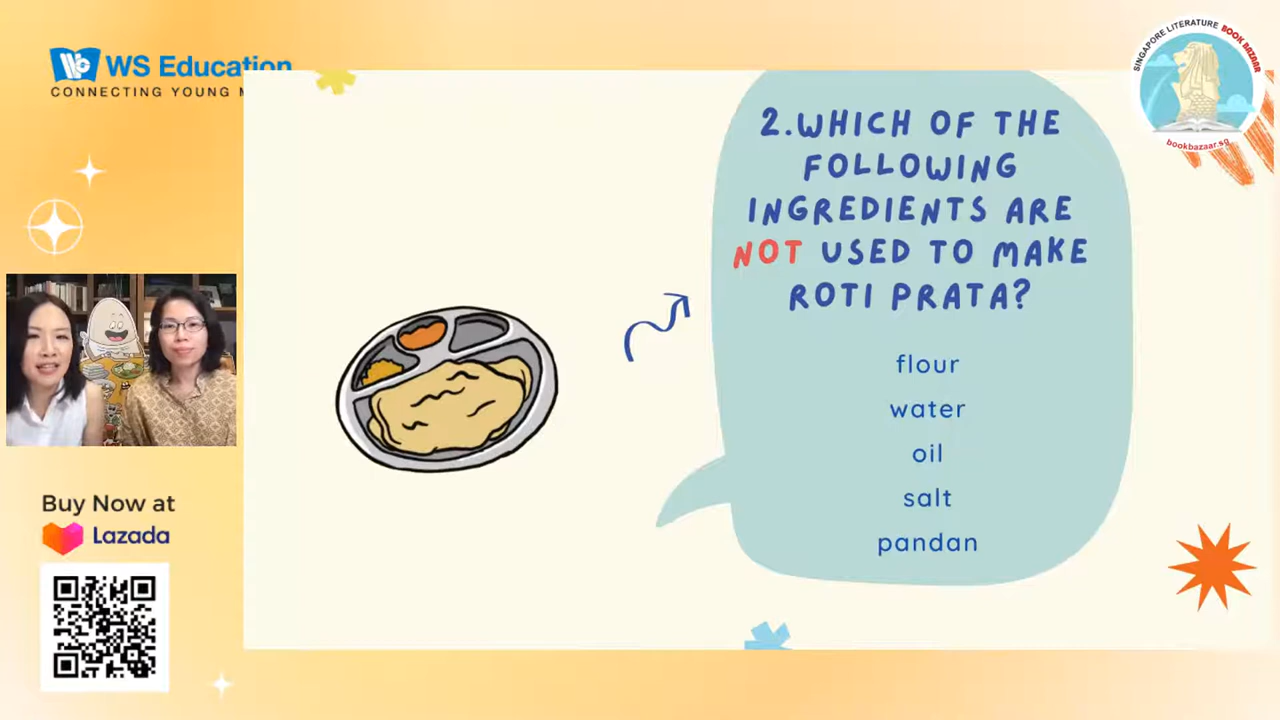 WS Education
CONNECTING YOUNG
SINGAPORE LITERATURE BOOK BAZAAR
bookbazaar.sg
2.WHICH OF THE
FOLLOWING
INGREDIENTS ARE
NOT USED TO MAKE
ROTI PRATA?
flour
water
oil
salt
pandan
Buy Now at
Lazada